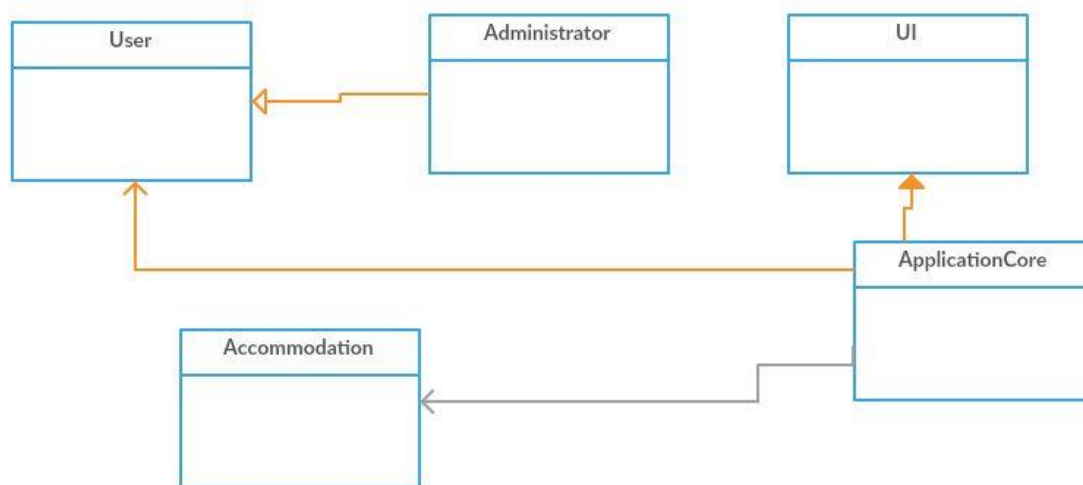 User
Administrator
UI
ApplicationCore
Accommodation